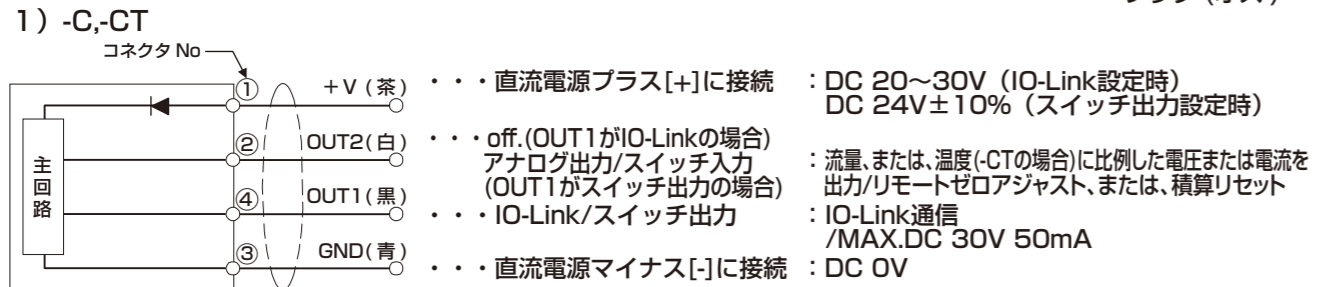 1）-C,-CT
コネクタ No
① +V (茶) ・・・直流電源プラス[+]に接続 ：DC 20～30V（IO-Link設定時）
DC 24V±10%（スイッチ出力設定時）
② OUT2(白) ・・・off.(OUT1がIO-Linkの場合)
アナログ出力/スイッチ入力 ：流量、または、温度(-CTの場合)に比例した電圧または電流を
(OUT1がスイッチ出力の場合) 出力/リモートゼロアジャスト、または、積算リセット
主回路
④ OUT1(黒) ・・・IO-Link/スイッチ出力 ：IO-Link通信
/MAX.DC 30V 50mA
③ GND(青) ・・・直流電源マイナス[-]に接続 ：DC 0V